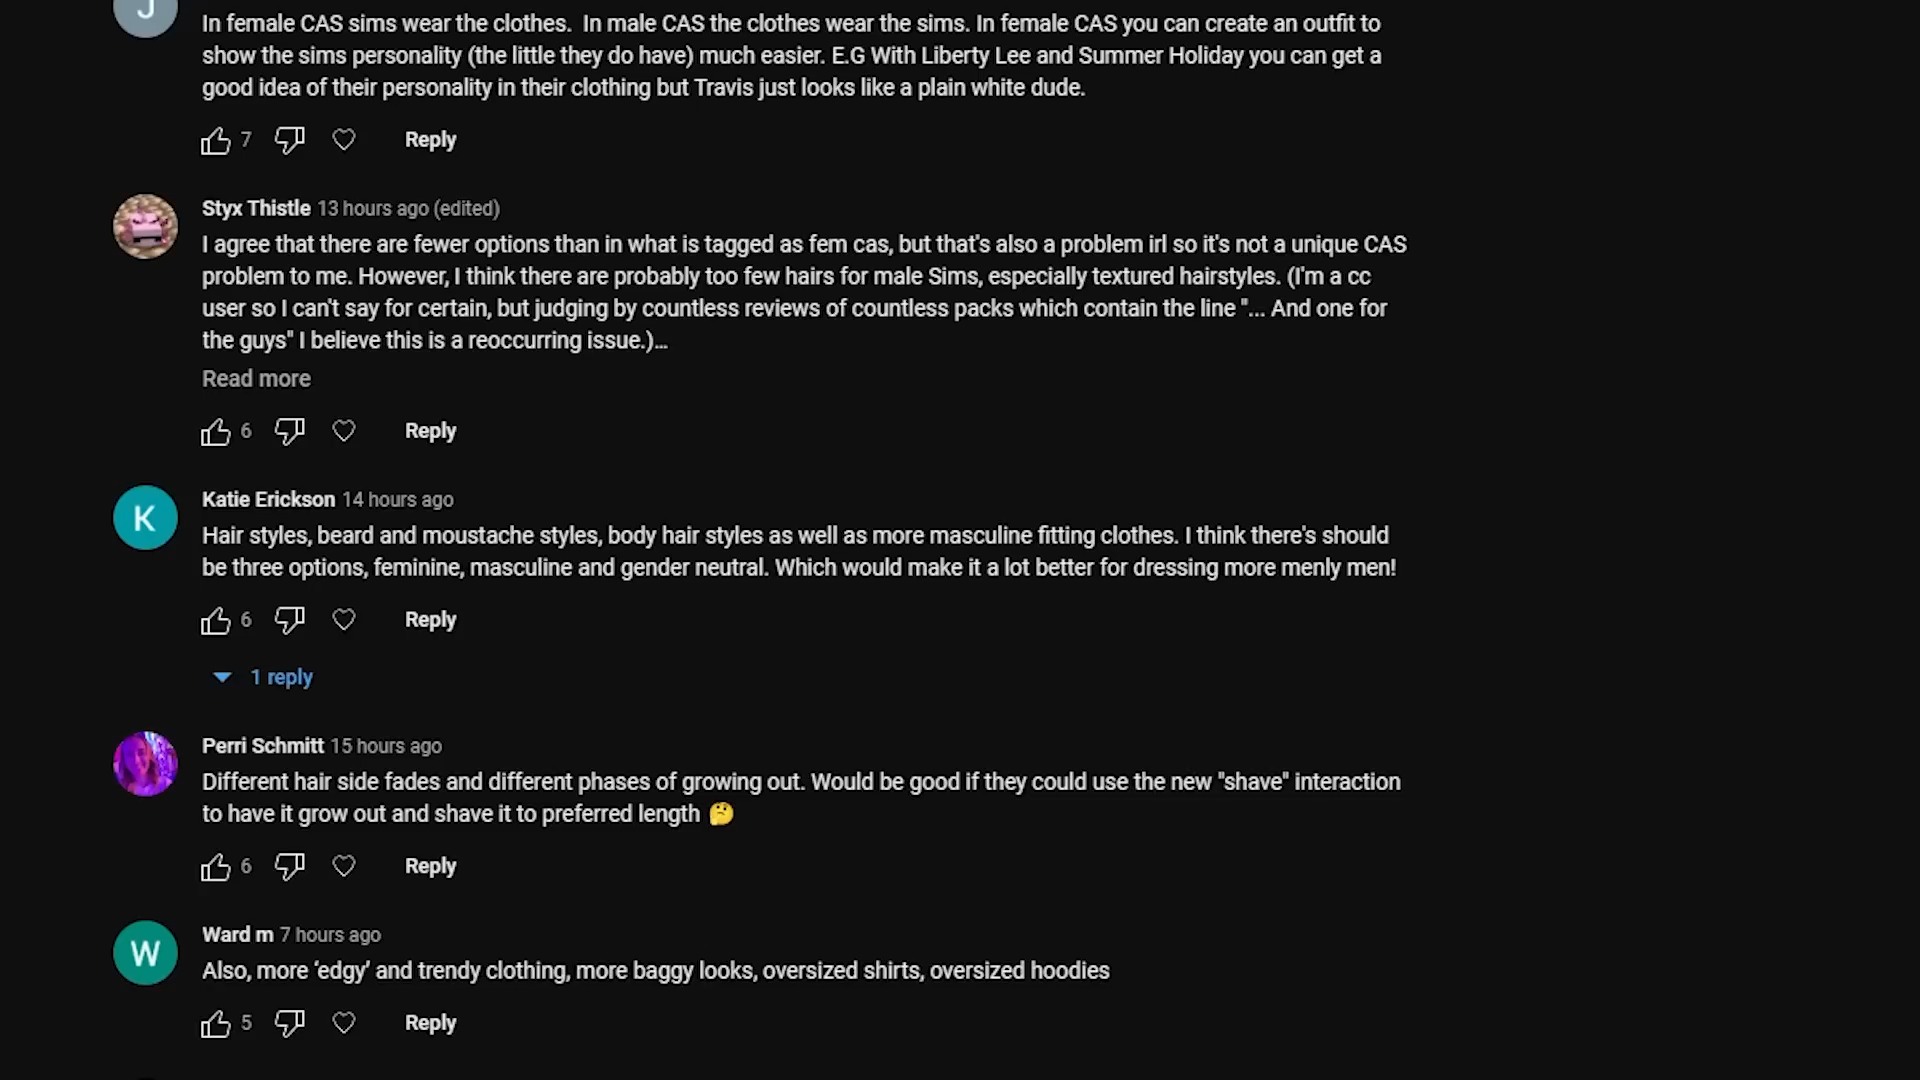 J
In female CAS sims wear the clothes.  In male CAS the clothes wear the sims. In female CAS you can create an outfit to
show the sims personality (the little they do have) much easier. E.G With Liberty Lee and Summer Holiday you can get a
good idea of their personality in their clothing but Travis just looks like a plain white dude.
7 Reply
Styx Thistle 13 hours ago (edited)
I agree that there are fewer options than in what is tagged as fem cas, but that's also a problem irl so it's not a unique CAS
problem to me. However, I think there are probably too few hairs for male Sims, especially textured hairstyles. (I'm a cc
user so I can't say for certain, but judging by countless reviews of countless packs which contain the line "... And one for
the guys" I believe this is a reoccurring issue.)...
Read more
6 Reply
K
Katie Erickson 14 hours ago
Hair styles, beard and moustache styles, body hair styles as well as more masculine fitting clothes. I think there's should
be three options, feminine, masculine and gender neutral. Which would make it a lot better for dressing more menly men!
6 Reply
1 reply
Perri Schmitt 15 hours ago
Different hair side fades and different phases of growing out. Would be good if they could use the new "shave" interaction
to have it grow out and shave it to preferred length 🤔
6 Reply
W
Ward m 7 hours ago
Also, more ‘edgy’ and trendy clothing, more baggy looks, oversized shirts, oversized hoodies
5 Reply